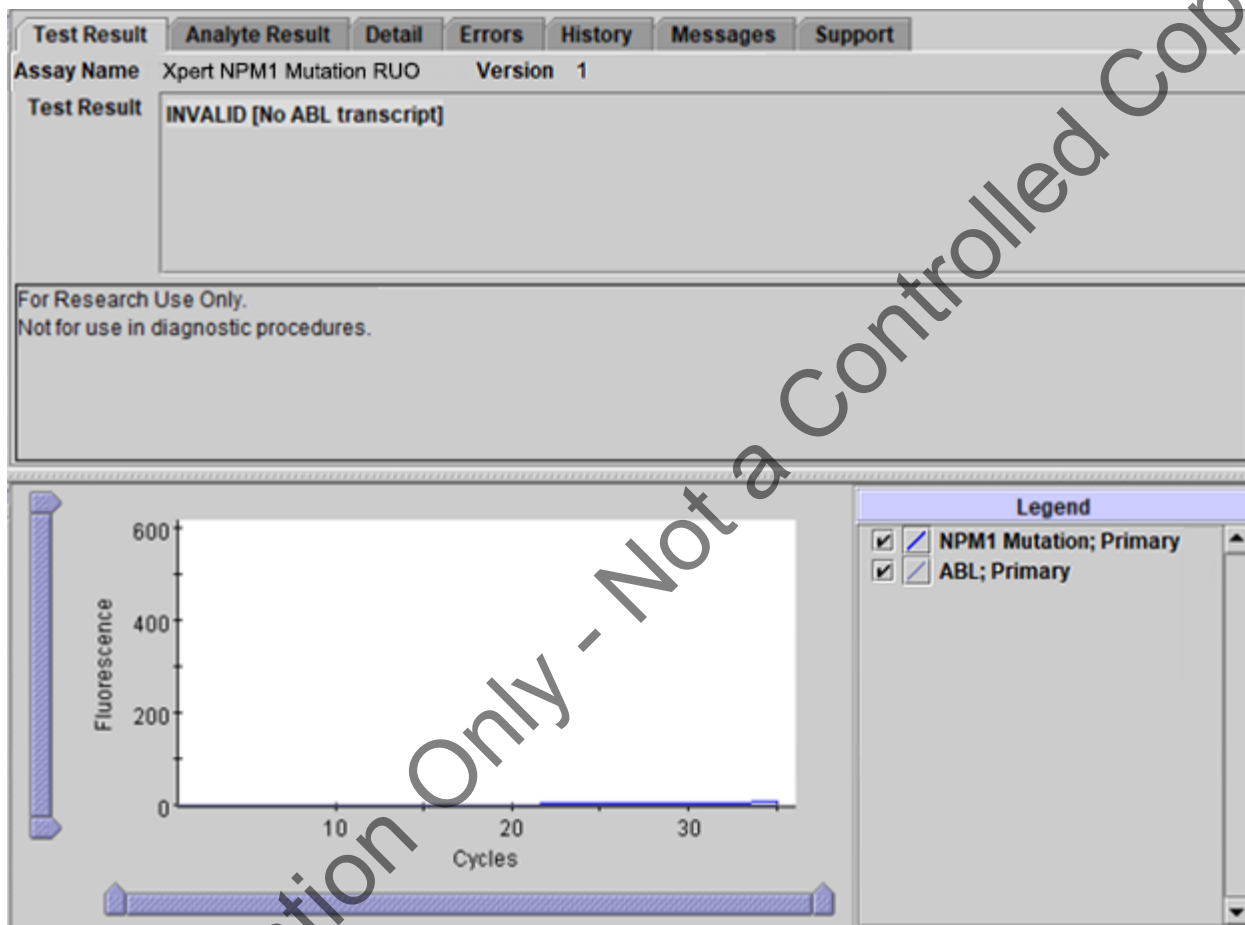 Test Result Analyte Result Detail Errors History Messages Support
Assay Name Xpert NPM1 Mutation RUO Version 1
Test Result INVALID [No ABL transcript]
For Research Use Only.
Not for use in diagnostic procedures.
Legend
NPM1 Mutation; Primary
ABL; Primary
600
400
200
0
Fluorescence
10 20 30
Cycles
Only - Not a Controlled